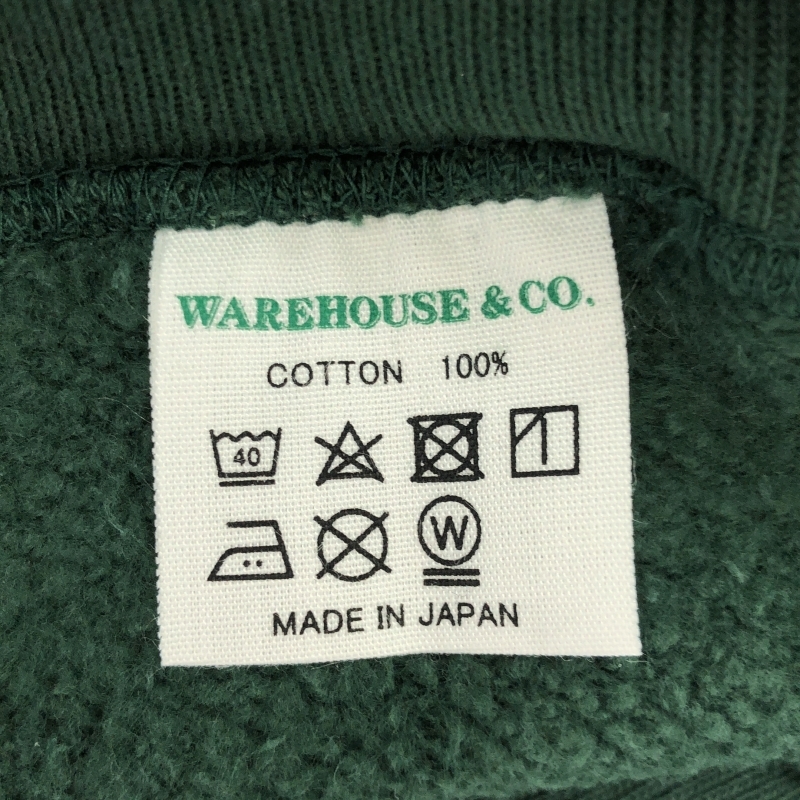 WAREHOUSE & CO.
COTTON 100%
40
W
MADE IN JAPAN